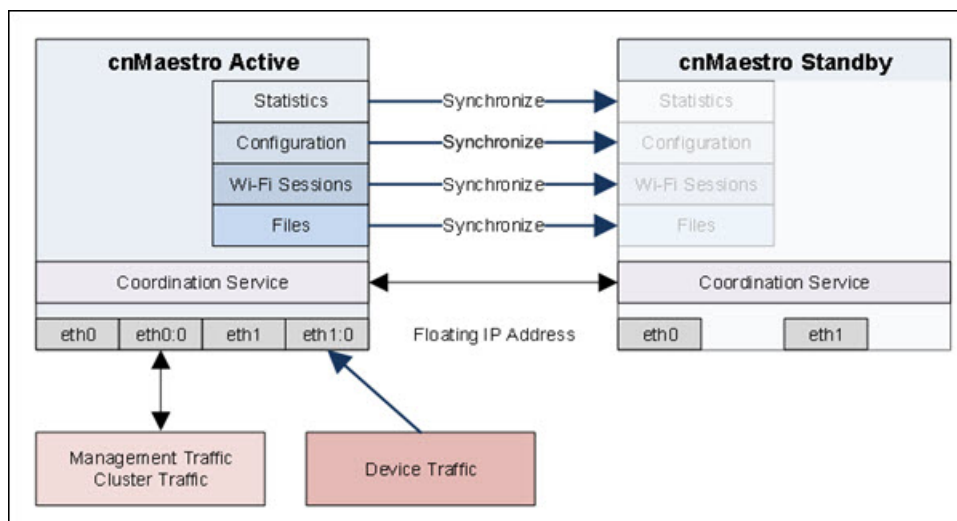 cnMaestro Active
cnMaestro Standby
Statistics
Synchronize
Statistics
Configuration
Synchronize
Configuration
Wi-Fi Sessions
Synchronize
Wi-Fi Sessions
Files
Synchronize
Files
Coordination Service
Coordination Service
eth0
eth0:0
eth1
eth1:0
Floating IP Address
eth0
eth1
Management Traffic
Cluster Traffic
Device Traffic